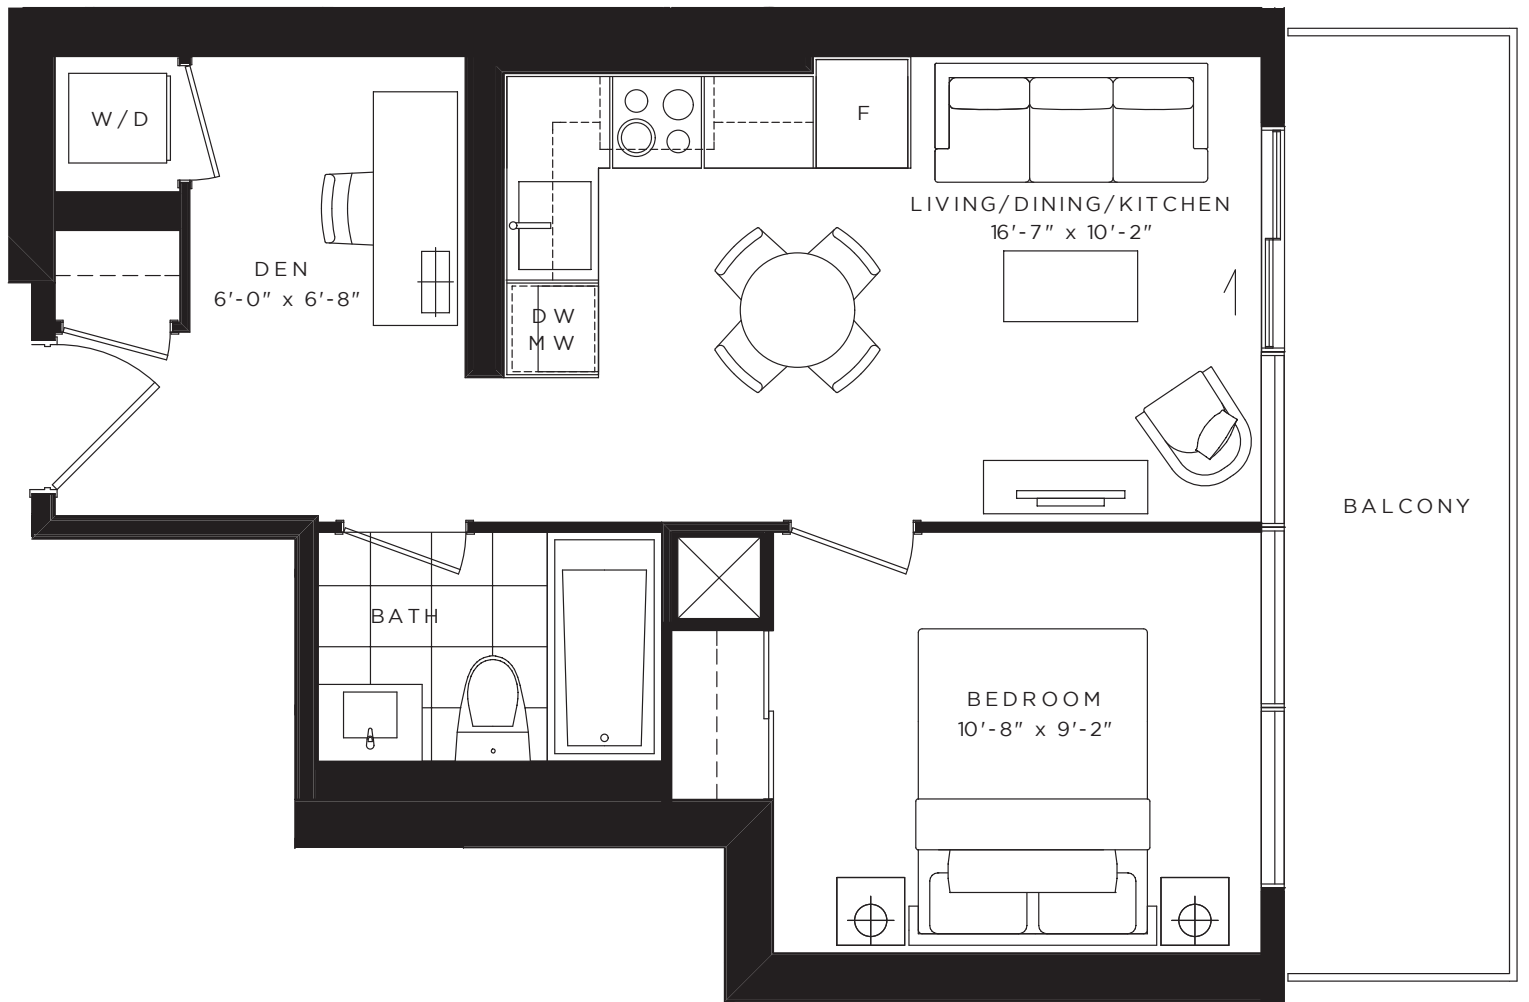 W/D
F
LIVING/DINING/KITCHEN
16'-7" x 10'-2"
DEN
6'-0" x 6'-8"
DW
MW
BALCONY
BATH
BEDROOM
10'-8" x 9'-2"